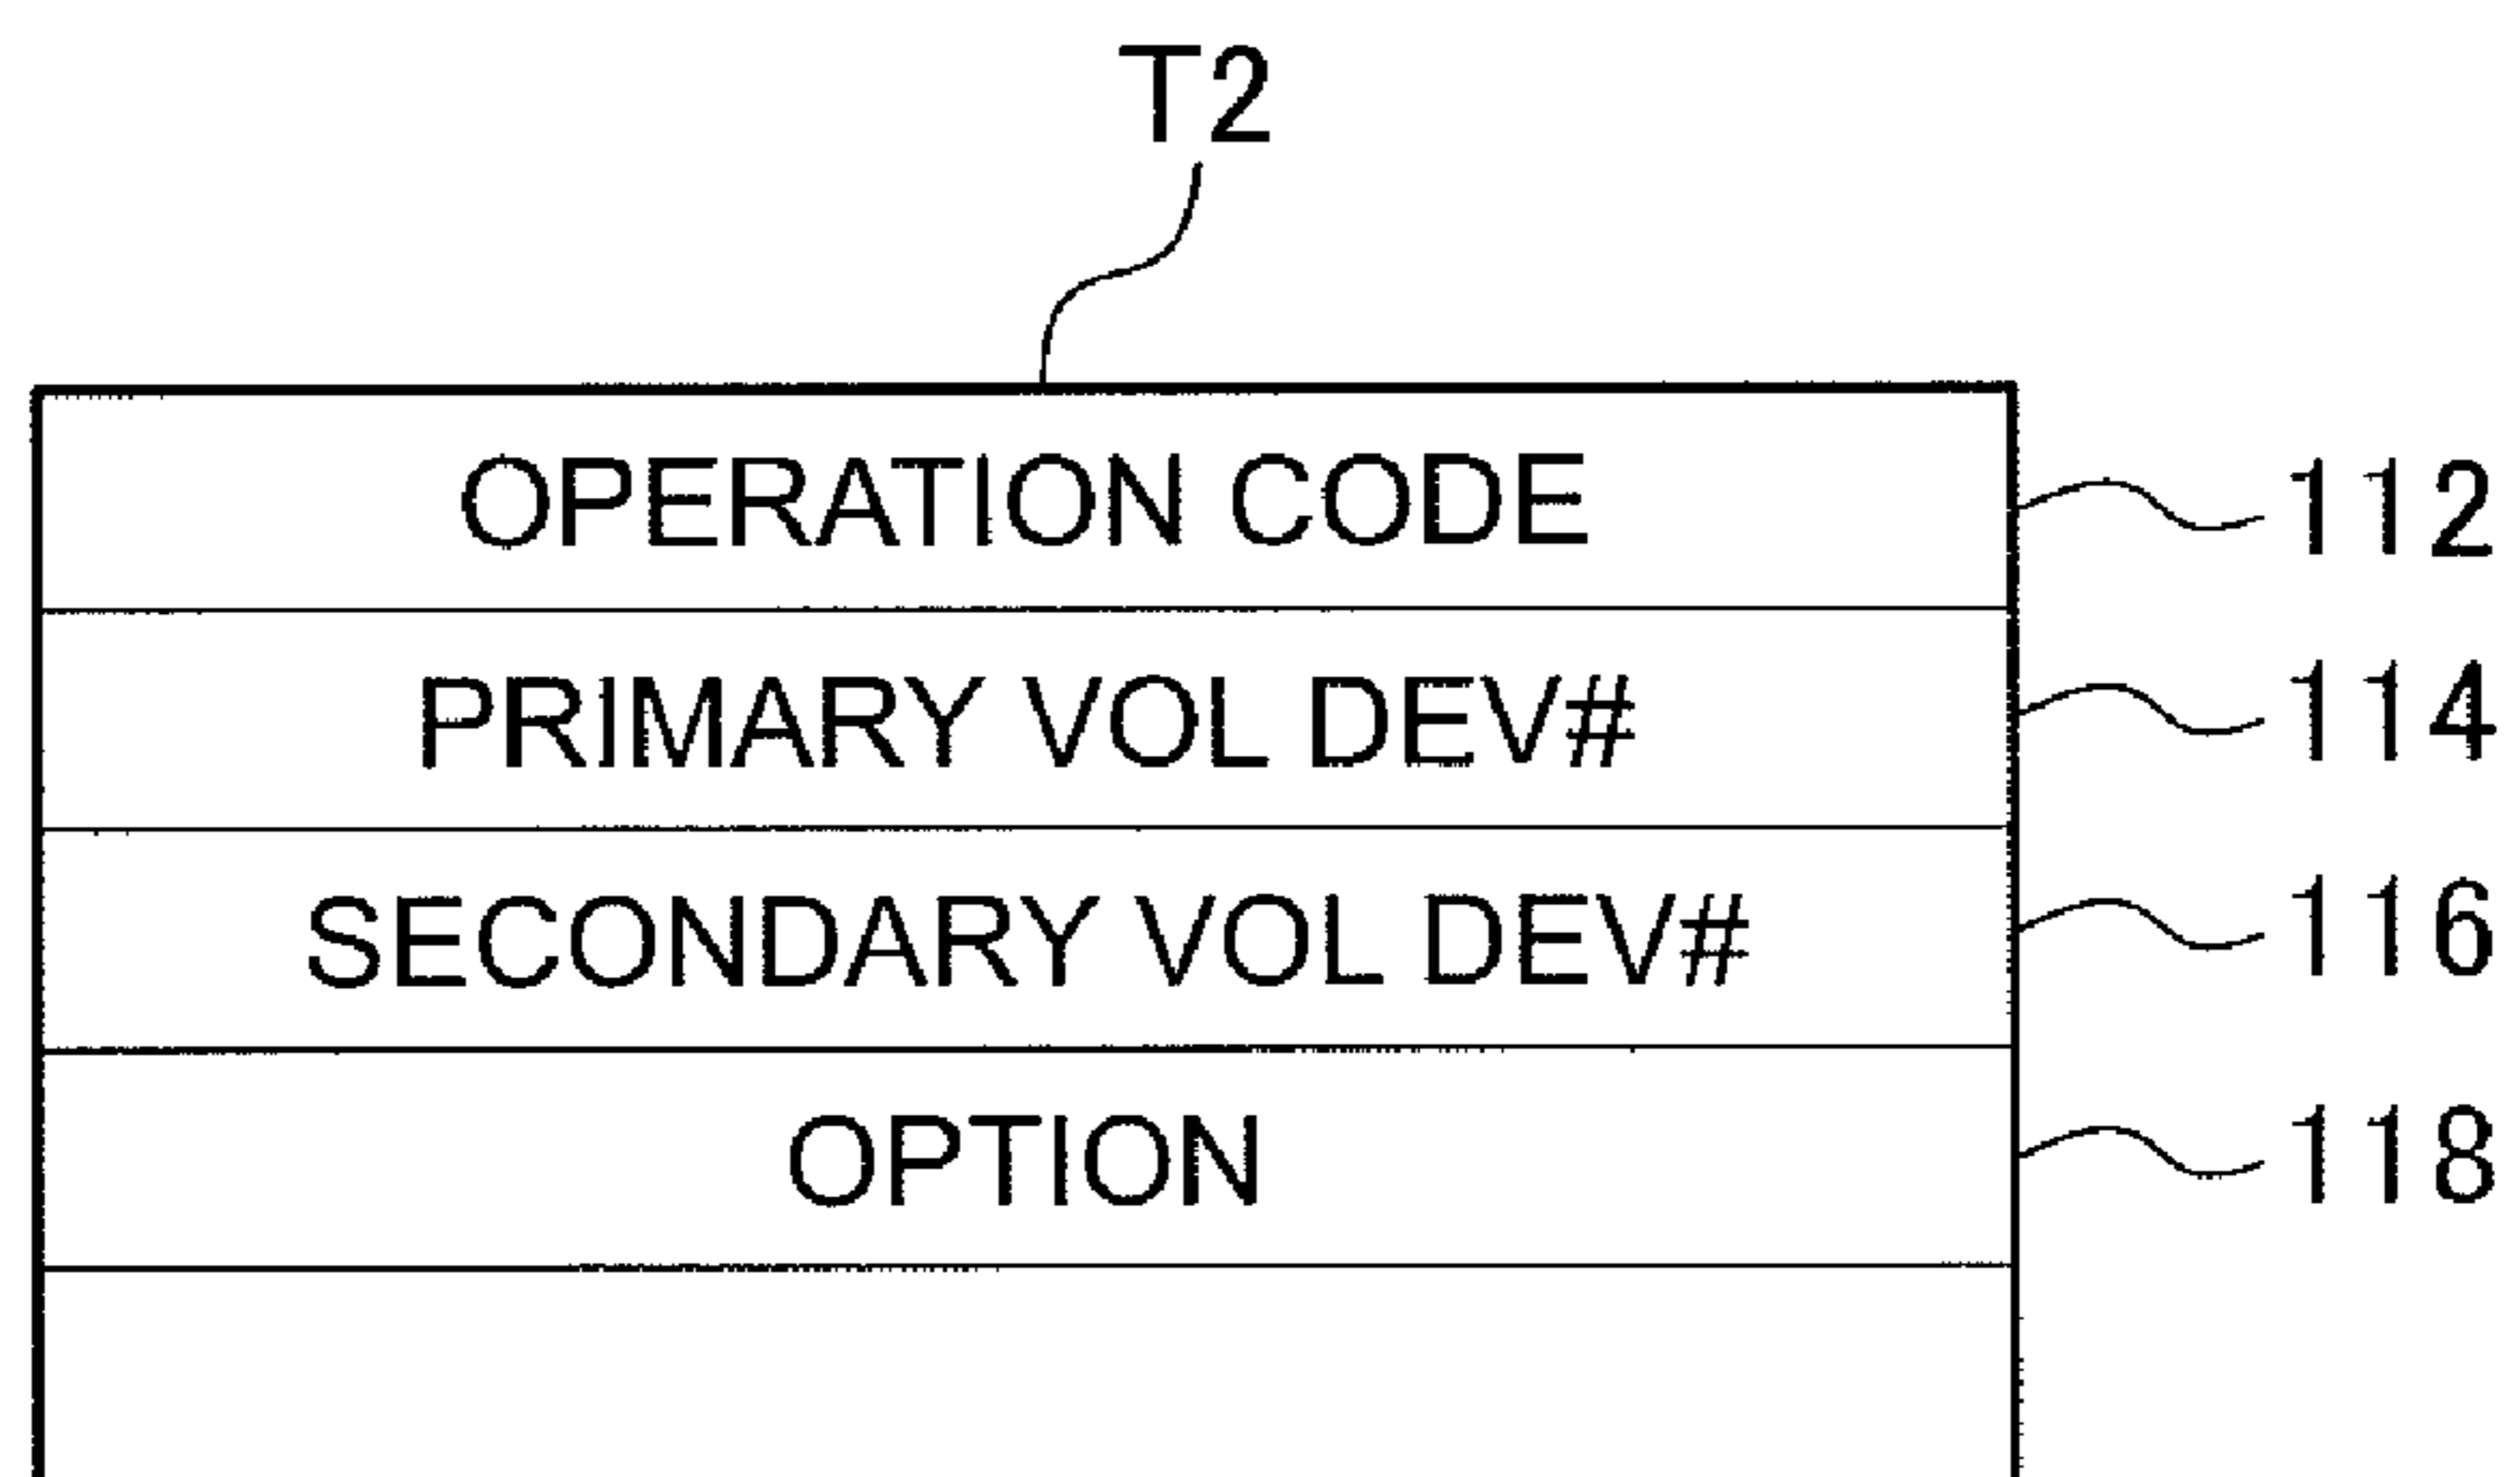 T2
OPERATION CODE 112
PRIMARY VOL DEV# 114
SECONDARY VOL DEV# 116
OPTION 118